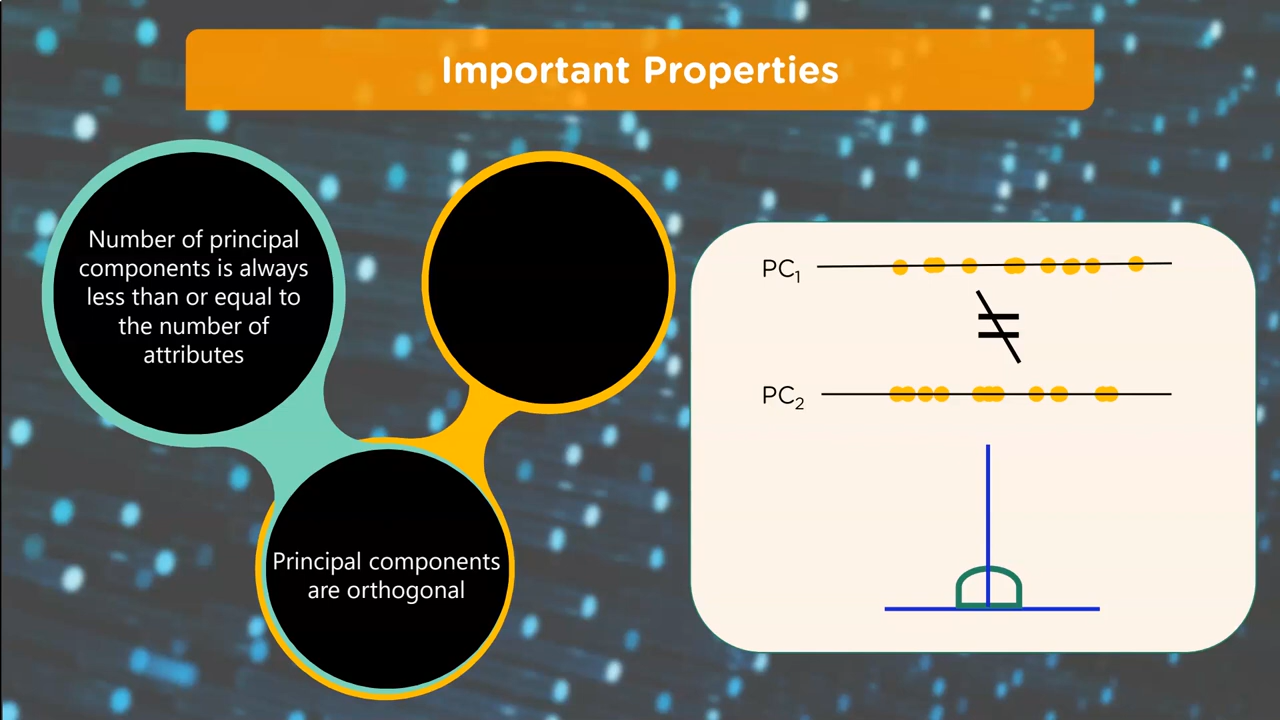 Important Properties
Number of principal
components is always
less than or equal to
the number of
attributes
Principal components
are orthogonal
PC₁
PC₂